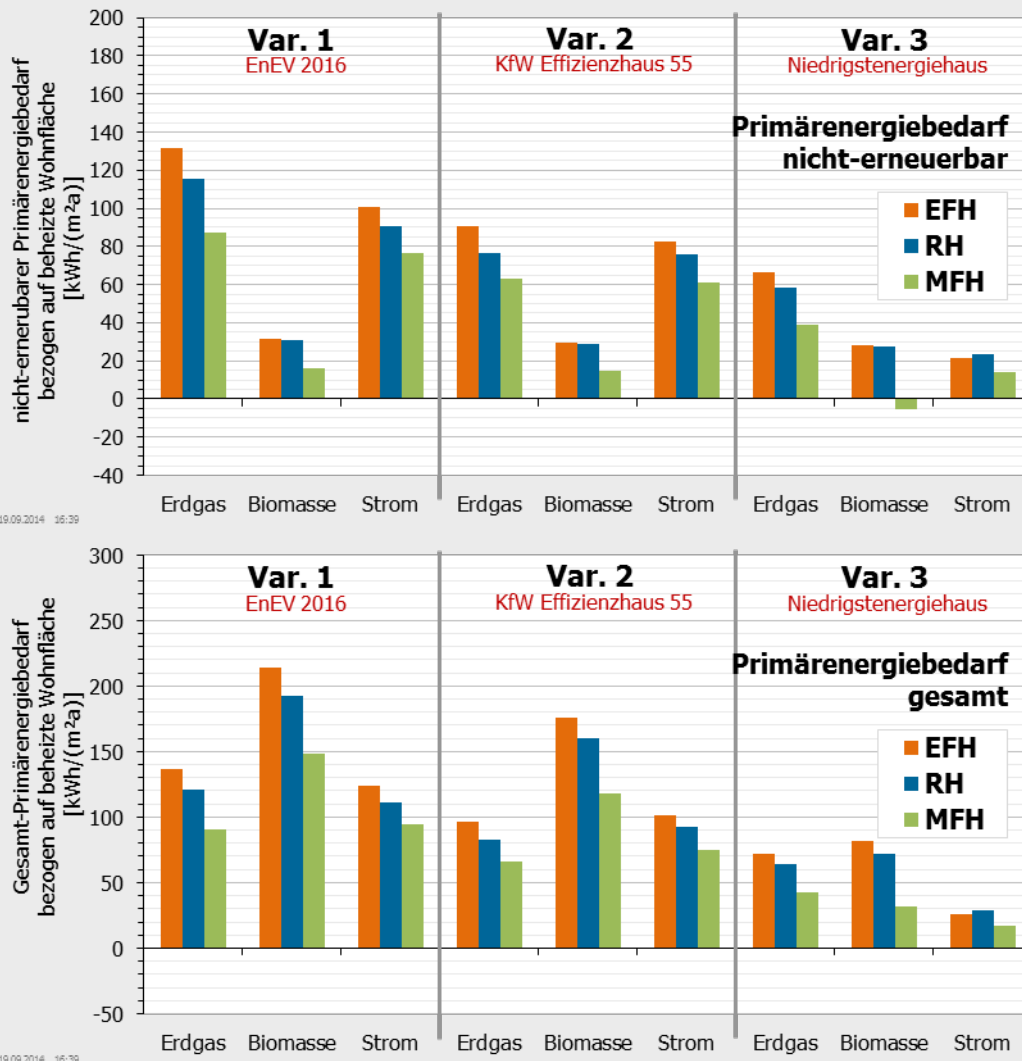 nicht-ernerubarer Primärenergiebedarf
bezogen auf beheizte Wohnfläche
[kWh/(m²a)]
200
180
160
140
120
100
80
60
40
20
0
-20
-40
Var. 1
EnEV 2016
Var. 2
KfW Effizienzhaus 55
Var. 3
Niedrigstenergiehaus
Primärenergiebedarf
nicht-erneuerbar
EFH
RH
MFH
Erdgas Biomasse Strom
Erdgas Biomasse Strom
Erdgas Biomasse Strom
19.09.2014 16:39
Gesamt-Primärenergiebedarf
bezogen auf beheizte Wohnfläche
[kWh/(m²a)]
300
250
200
150
100
50
0
-50
Var. 1
EnEV 2016
Var. 2
KfW Effizienzhaus 55
Var. 3
Niedrigstenergiehaus
Primärenergiebedarf
gesamt
EFH
RH
MFH
Erdgas Biomasse Strom
Erdgas Biomasse Strom
Erdgas Biomasse Strom
19.09.2014 16:39